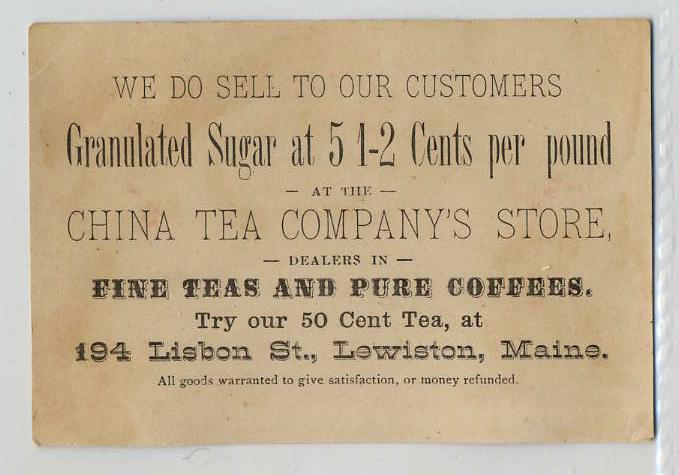 WE DO SELL TO OUR CUSTOMERS
Granulated Sugar at 5 1-2 Cents per pound
— AT THE —
CHINA TEA COMPANY'S STORE,
— DEALERS IN —
FINE TEAS AND PURE COFFEES.
Try our 50 Cent Tea, at
194 Lisbon St., Lewiston, Maine.
All goods warranted to give satisfaction, or money refunded.